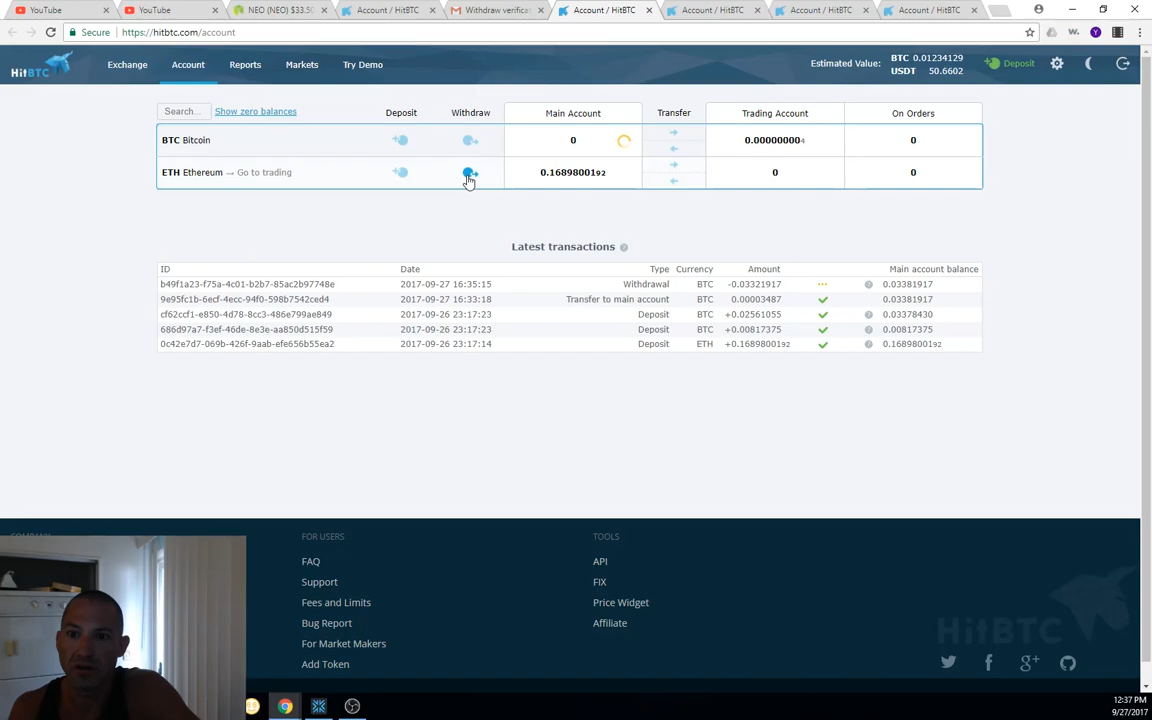 YouTube
YouTube
NEO (NEO) $33.50
Account / HitBTC
Withdraw verifica
Account / HitBTC
Account / HitBTC
Account / HitBTC
Account / HitBTC
Secure
https://hitbtc.com/account
HitBTC
Exchange
Account
Reports
Markets
Try Demo
Estimated Value:
BTC 0.01234129
USDT 50.6602
Deposit
Search...
Show zero balances
Deposit
Withdraw
Main Account
Transfer
Trading Account
On Orders
BTC Bitcoin
0
0.000000004
0
ETH Ethereum → Go to trading
0.1689800192
0
0
Latest transactions ?
ID Date Type Currency Amount Main account balance
b49f1a23-f75a-4c01-b2b7-85ac2b97748e 2017-09-27 16:35:15 Withdrawal BTC -0.03321917 ... ? 0.03381917
9e95fc1b-6ecf-4ecc-94f0-598b7542ced4 2017-09-27 16:33:18 Transfer to main account BTC 0.00003487 0.03381917
cf62ccf1-e850-4d78-8cc3-486e799ae849 2017-09-26 23:17:23 Deposit BTC +0.02561055 ? 0.03378430
686d97a7-f3ef-46de-8e3e-aa850d515f59 2017-09-26 23:17:23 Deposit BTC +0.00817375 ? 0.00817375
0c42e7d7-069b-426f-9aab-efe656b55ea2 2017-09-26 23:17:14 Deposit ETH +0.1689800192 ? 0.1689800192
COMPANY
FOR USERS
TOOLS
FAQ
API
Support
FIX
Fees and Limits
Price Widget
Bug Report
Affiliate
For Market Makers
Add Token
HitBTC
12:37 PM
9/27/2017